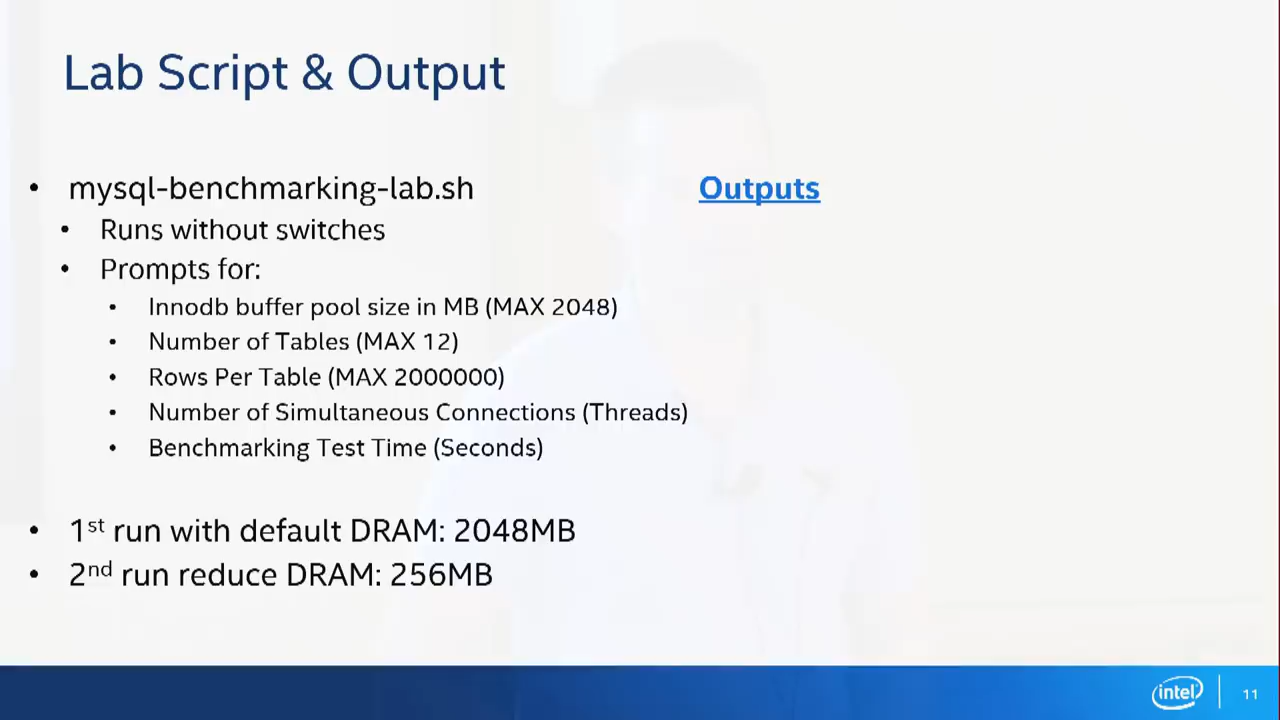 Lab Script & Output
• mysql-benchmarking-lab.sh
• Runs without switches
• Prompts for:
• Innodb buffer pool size in MB (MAX 2048)
• Number of Tables (MAX 12)
• Rows Per Table (MAX 2000000)
• Number of Simultaneous Connections (Threads)
• Benchmarking Test Time (Seconds)
• 1st run with default DRAM: 2048MB
• 2nd run reduce DRAM: 256MB
Outputs
intel
11